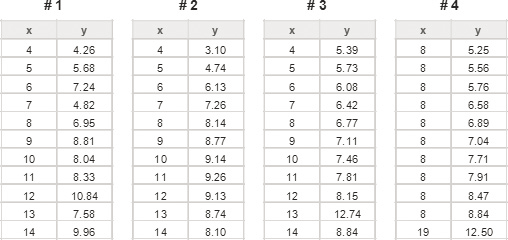 # 1 # 2 # 3 # 4
x y x y x y x y
4 4.26 4 3.10 4 5.39 8 5.25
5 5.68 5 4.74 5 5.73 8 5.56
6 7.24 6 6.13 6 6.08 8 5.76
7 4.82 7 7.26 7 6.42 8 6.58
8 6.95 8 8.14 8 6.77 8 6.89
9 8.81 9 8.77 9 7.11 8 7.04
10 8.04 10 9.14 10 7.46 8 7.71
11 8.33 11 9.26 11 7.81 8 7.91
12 10.84 12 9.13 12 8.15 8 8.47
13 7.58 13 8.74 13 12.74 8 8.84
14 9.96 14 8.10 14 8.84 19 12.50